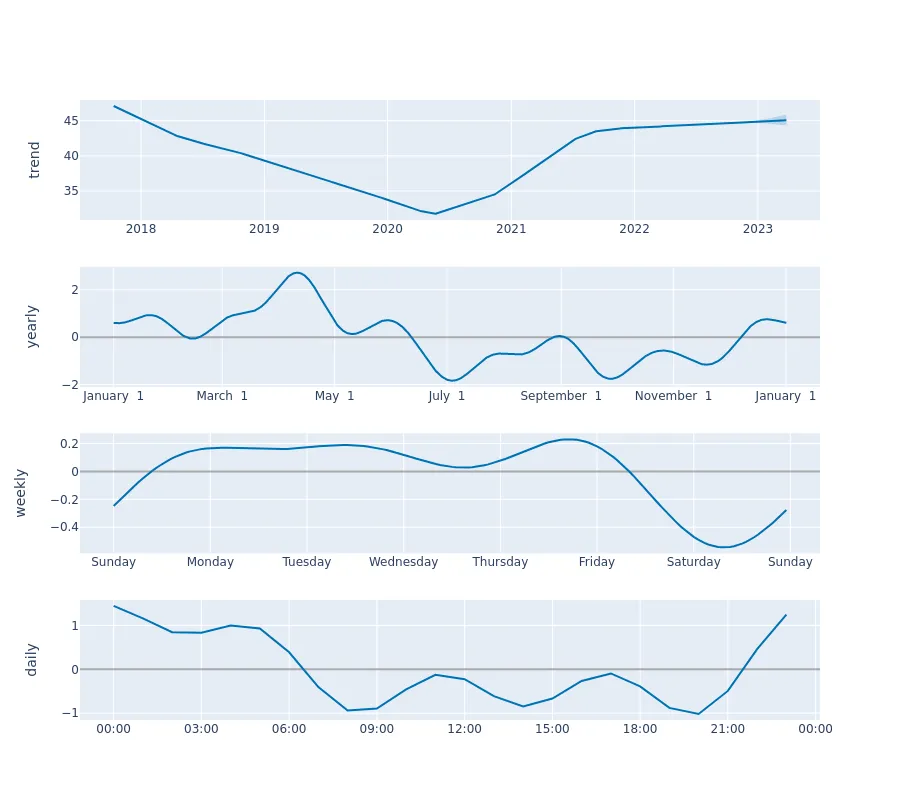 trend
45
40
35
2018 2019 2020 2021 2022 2023
yearly
2
0
−2
January 1 March 1 May 1 July 1 September 1 November 1 January 1
weekly
0.2
0
−0.2
−0.4
Sunday Monday Tuesday Wednesday Thursday Friday Saturday Sunday
daily
1
0
−1
00:00 03:00 06:00 09:00 12:00 15:00 18:00 21:00 00:00